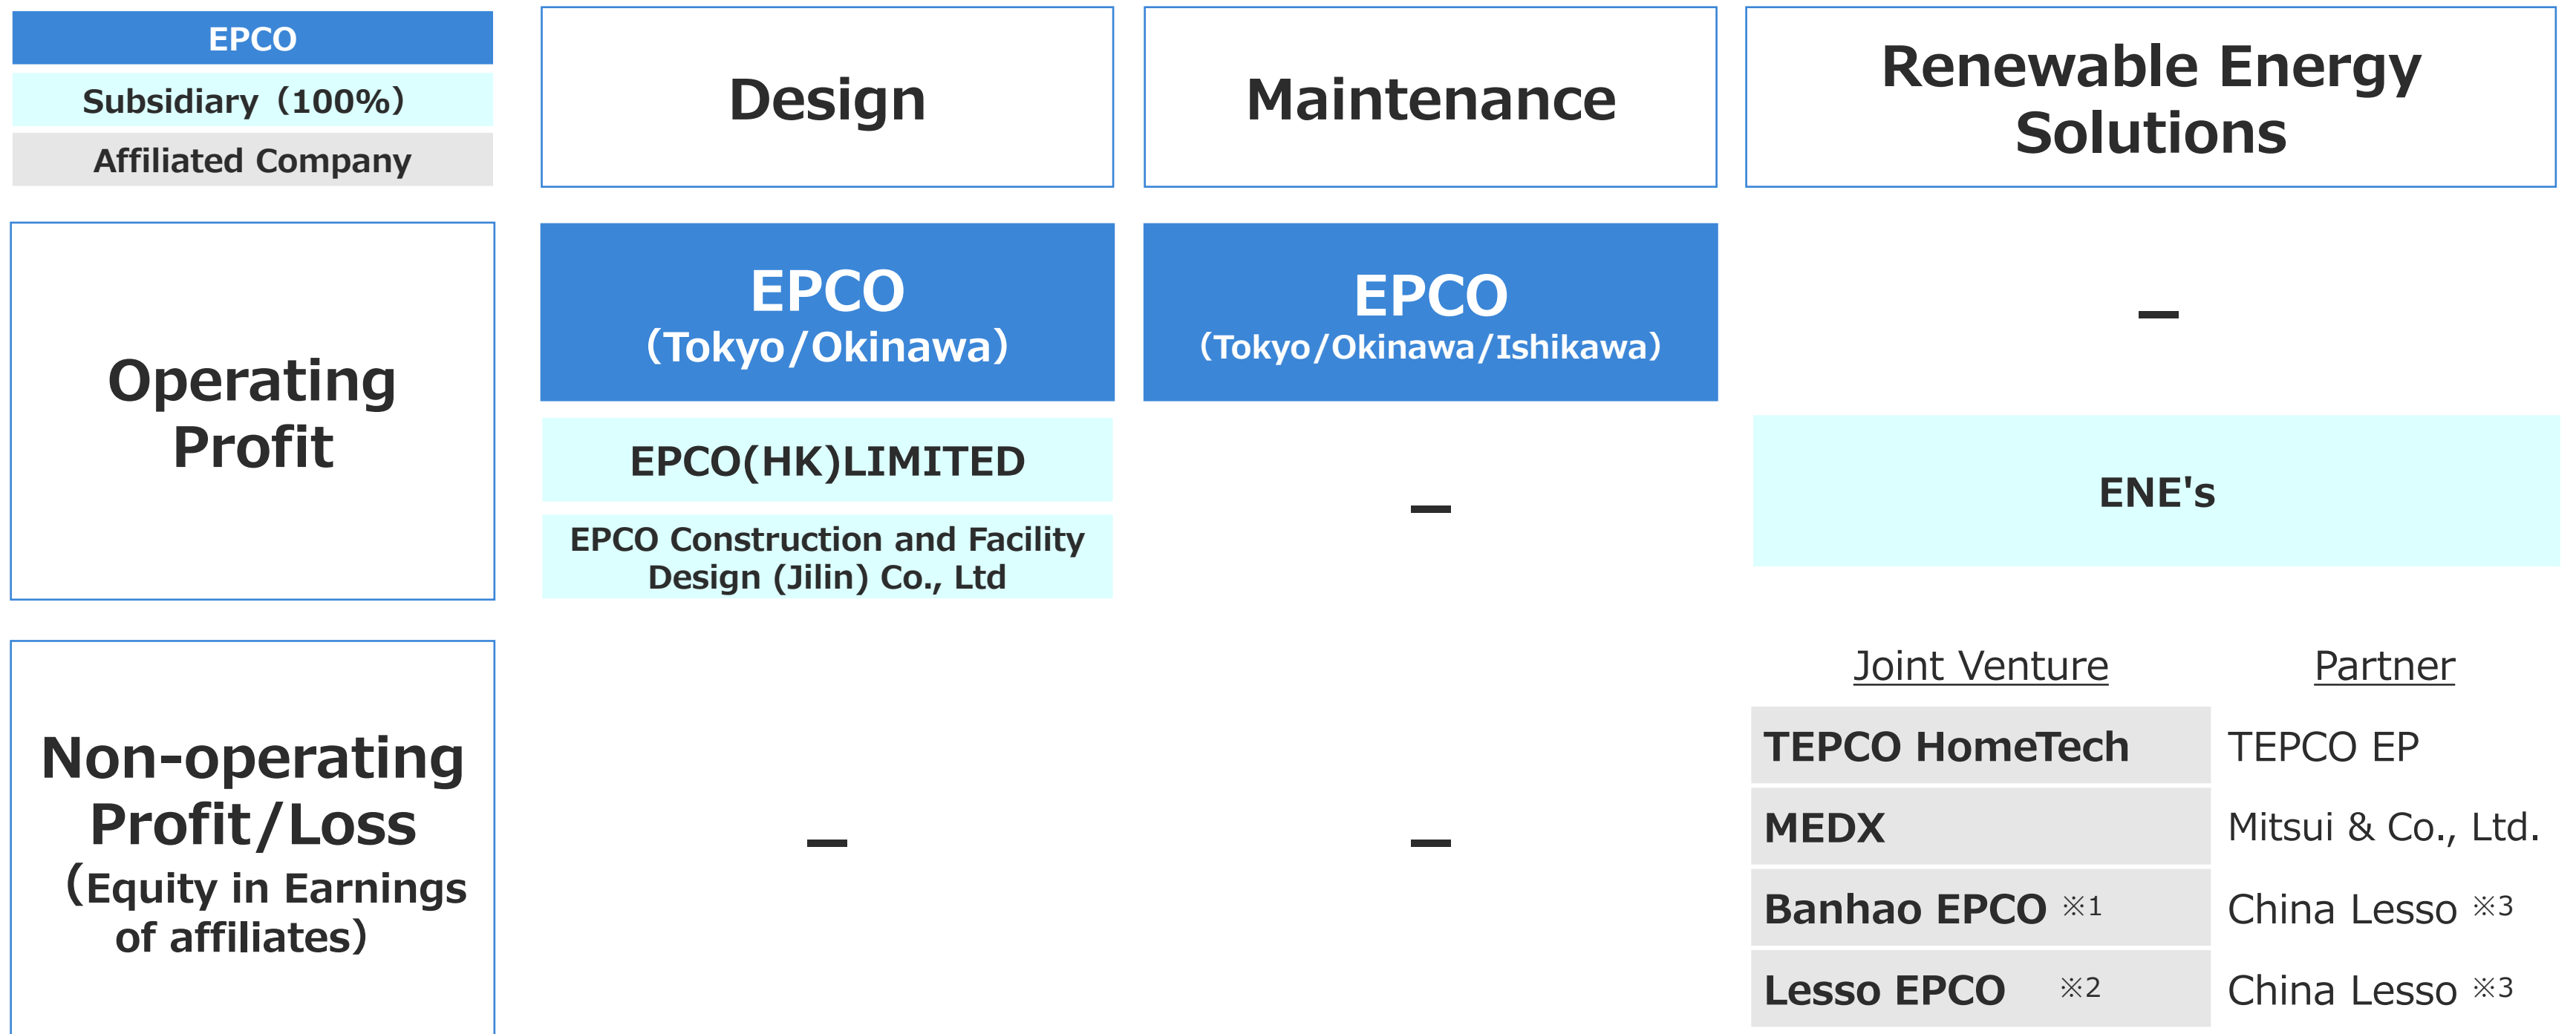 EPCO
Subsidiary（100%）
Affiliated Company
Design
Maintenance
Renewable Energy
Solutions
Operating
Profit
EPCO
（Tokyo/Okinawa）
EPCO
（Tokyo/Okinawa/Ishikawa）
–
EPCO(HK)LIMITED
EPCO Construction and Facility
Design (Jilin) Co., Ltd
–
ENE's
Non-operating
Profit/Loss
（Equity in Earnings
of affiliates）
–
–
Joint Venture Partner
TEPCO HomeTech TEPCO EP
MEDX Mitsui & Co., Ltd.
Banhao EPCO ※1 China Lesso ※3
Lesso EPCO ※2 China Lesso ※3